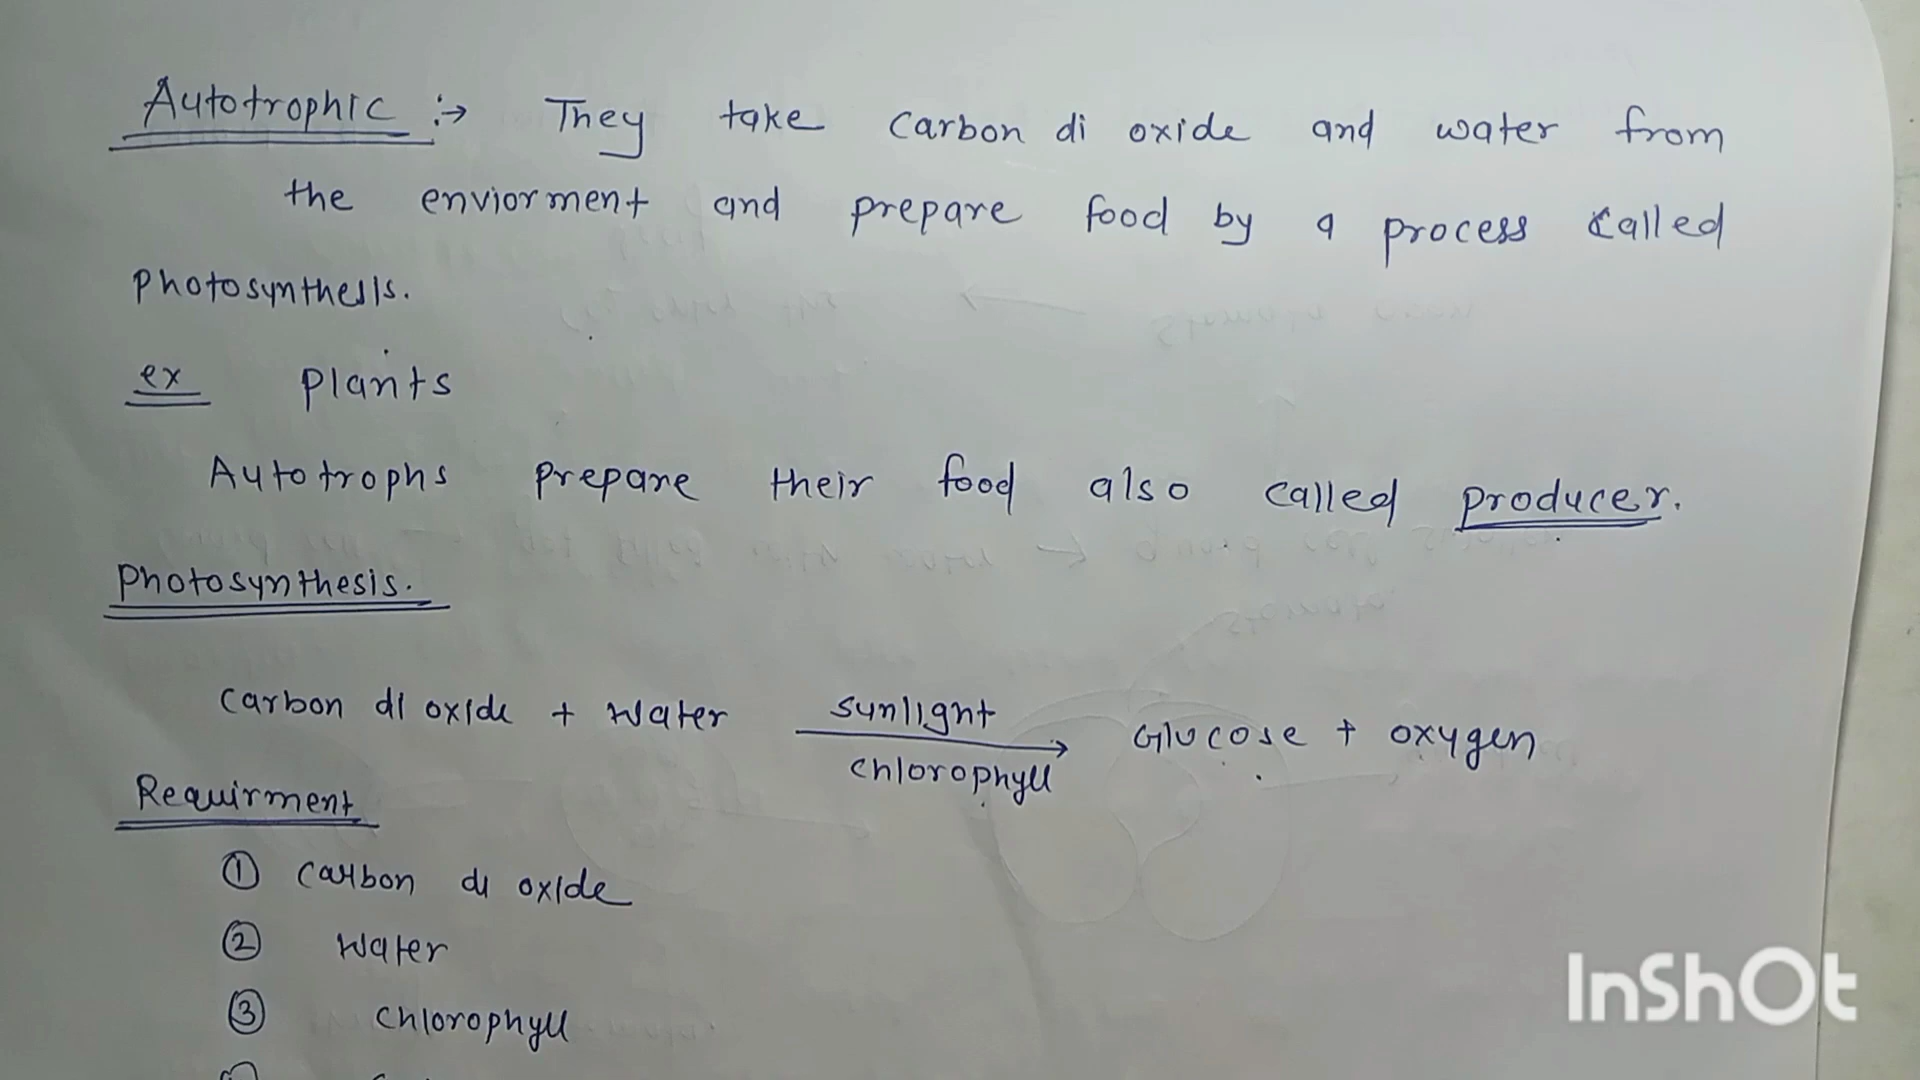 Autotrophic :→ They take carbon di oxide and water from
the enviorment and prepare food by a process called
photosynthesis.
ex plants
Autotrophs prepare their food also called producer.
photosynthesis.
carbon di oxide + water sunlight → Glucose + oxygen
chlorophyll
Requirment
① carbon di oxide
② water
③ chlorophyll
InShOt